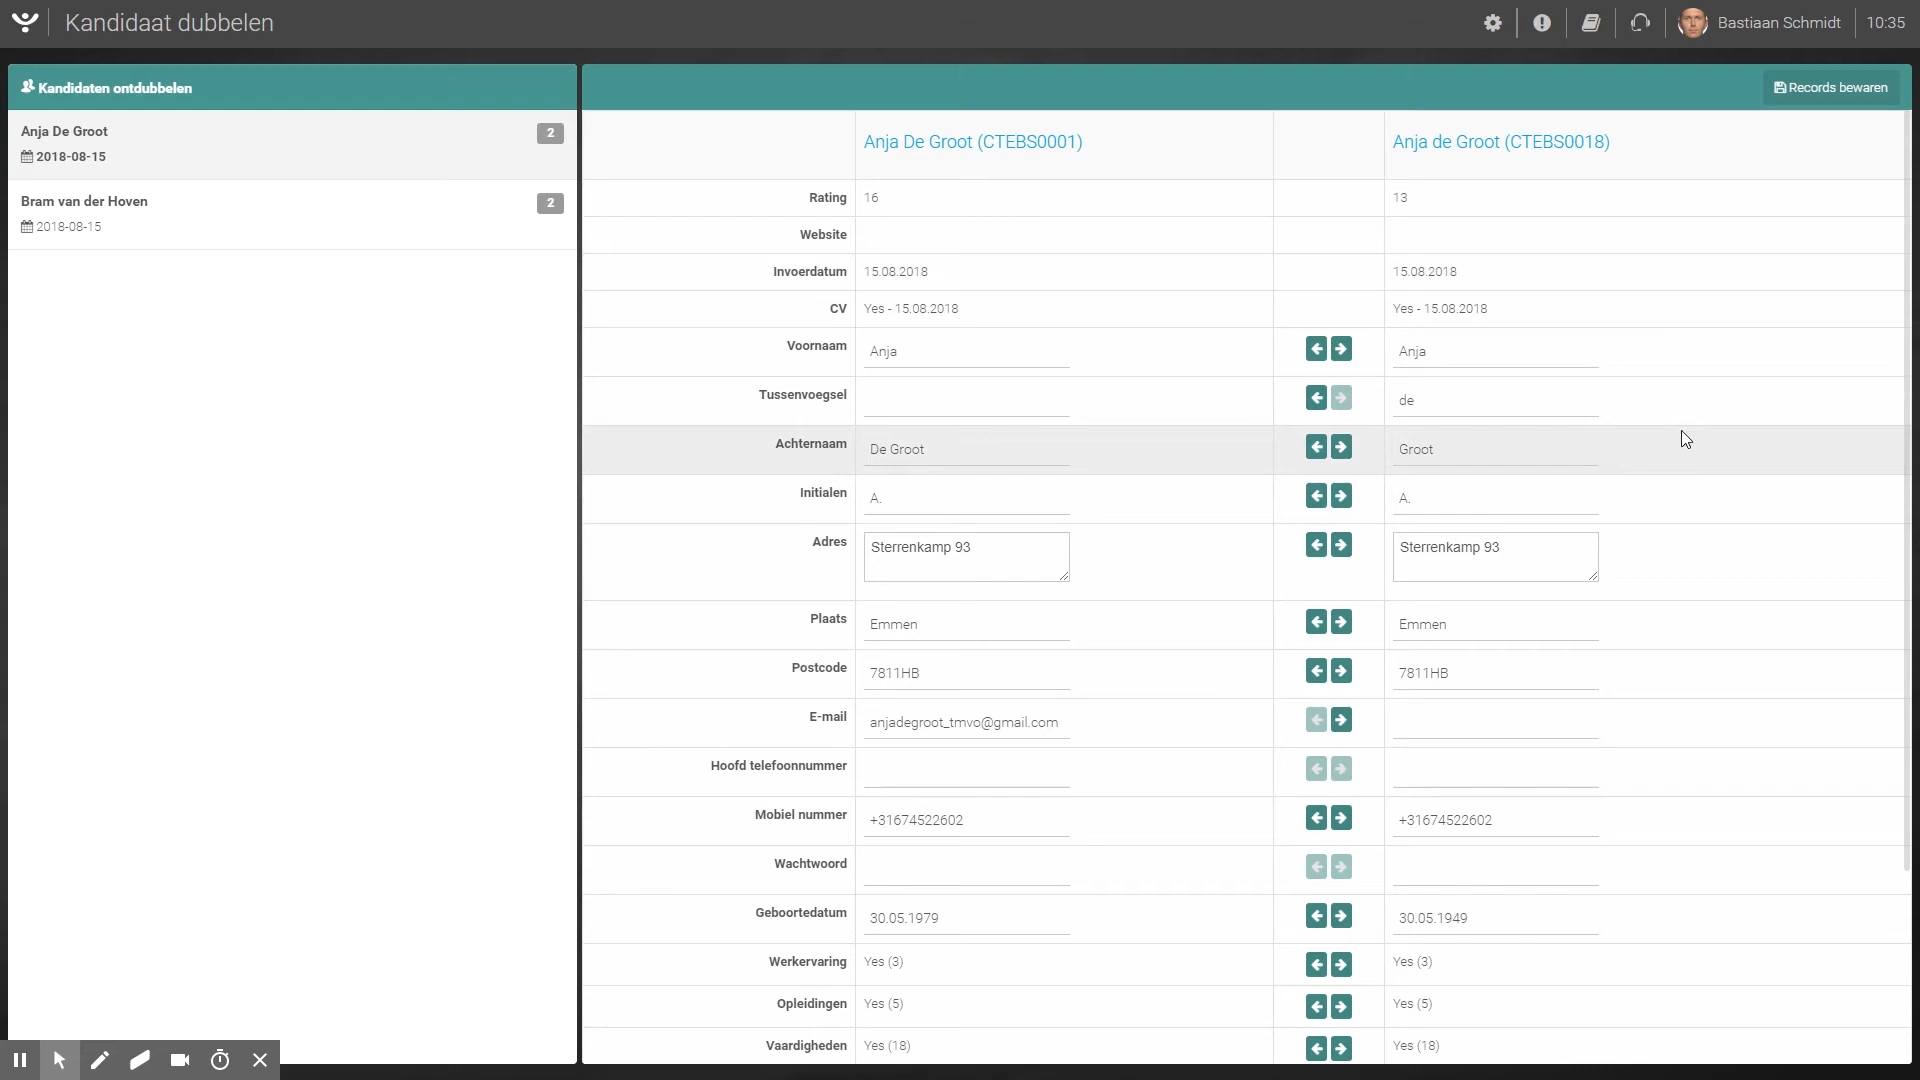 Kandidaat dubbelen
Bastiaan Schmidt
10:35
Kandidaten ontdubbelen
Records bewaren
Anja De Groot
2
2018-08-15
Bram van der Hoven
2
2018-08-15
Anja De Groot (CTEBS0001)
Anja de Groot (CTEBS0018)
Rating 16 13
Website
Invoerdatum 15.08.2018 15.08.2018
CV Yes - 15.08.2018 Yes - 15.08.2018
Voornaam Anja Anja
Tussenvoegsel de
Achternaam De Groot Groot
Initialen A. A.
Adres Sterrenkamp 93 Sterrenkamp 93
Plaats Emmen Emmen
Postcode 7811HB 7811HB
E-mail anjadegroot_tmvo@gmail.com
Hoofd telefoonnummer
Mobiel nummer +31674522602 +31674522602
Wachtwoord
Geboortedatum 30.05.1979 30.05.1949
Werkervaring Yes (3) Yes (3)
Opleidingen Yes (5) Yes (5)
Vaardigheden Yes (18) Yes (18)